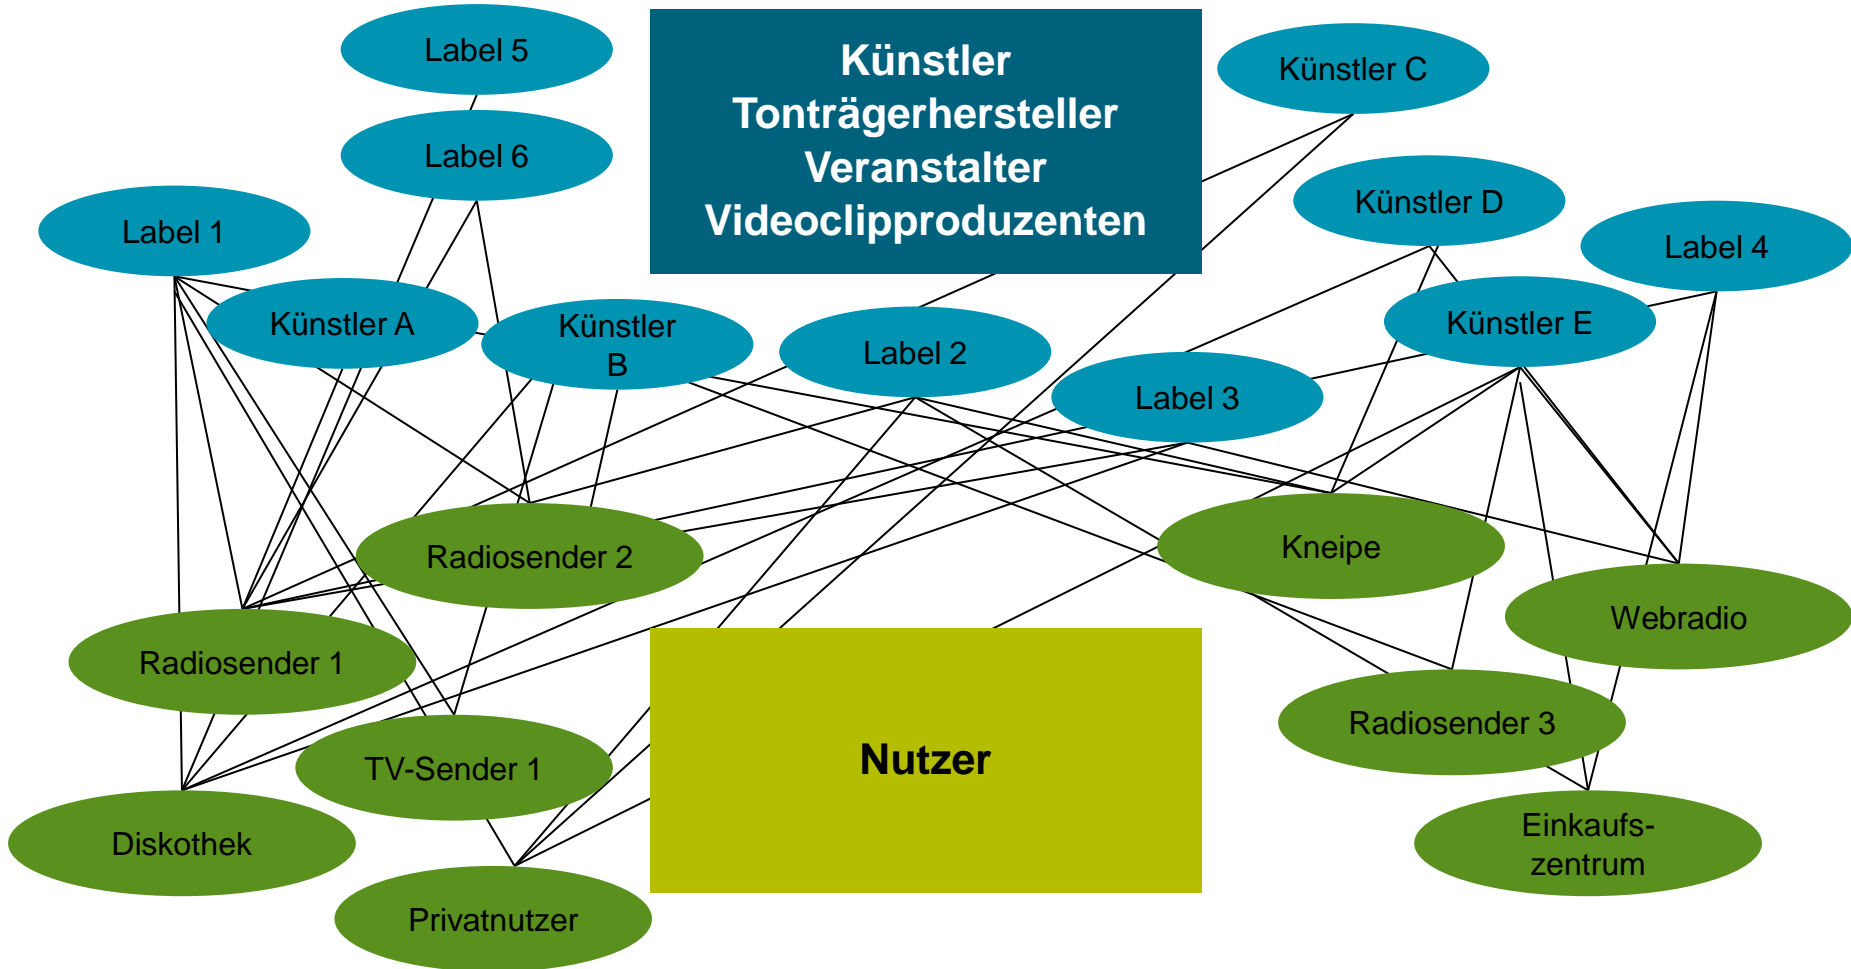 Label 5
Künstler
Tonträgerhersteller
Veranstalter
Videoclipproduzenten
Künstler C
Label 6
Künstler D
Label 1
Label 4
Künstler A
Künstler
B
Label 2
Künstler E
Label 3
Radiosender 2
Kneipe
Webradio
Radiosender 1
Radiosender 3
TV-Sender 1
Nutzer
Diskothek
Einkaufs-
zentrum
Privatnutzer